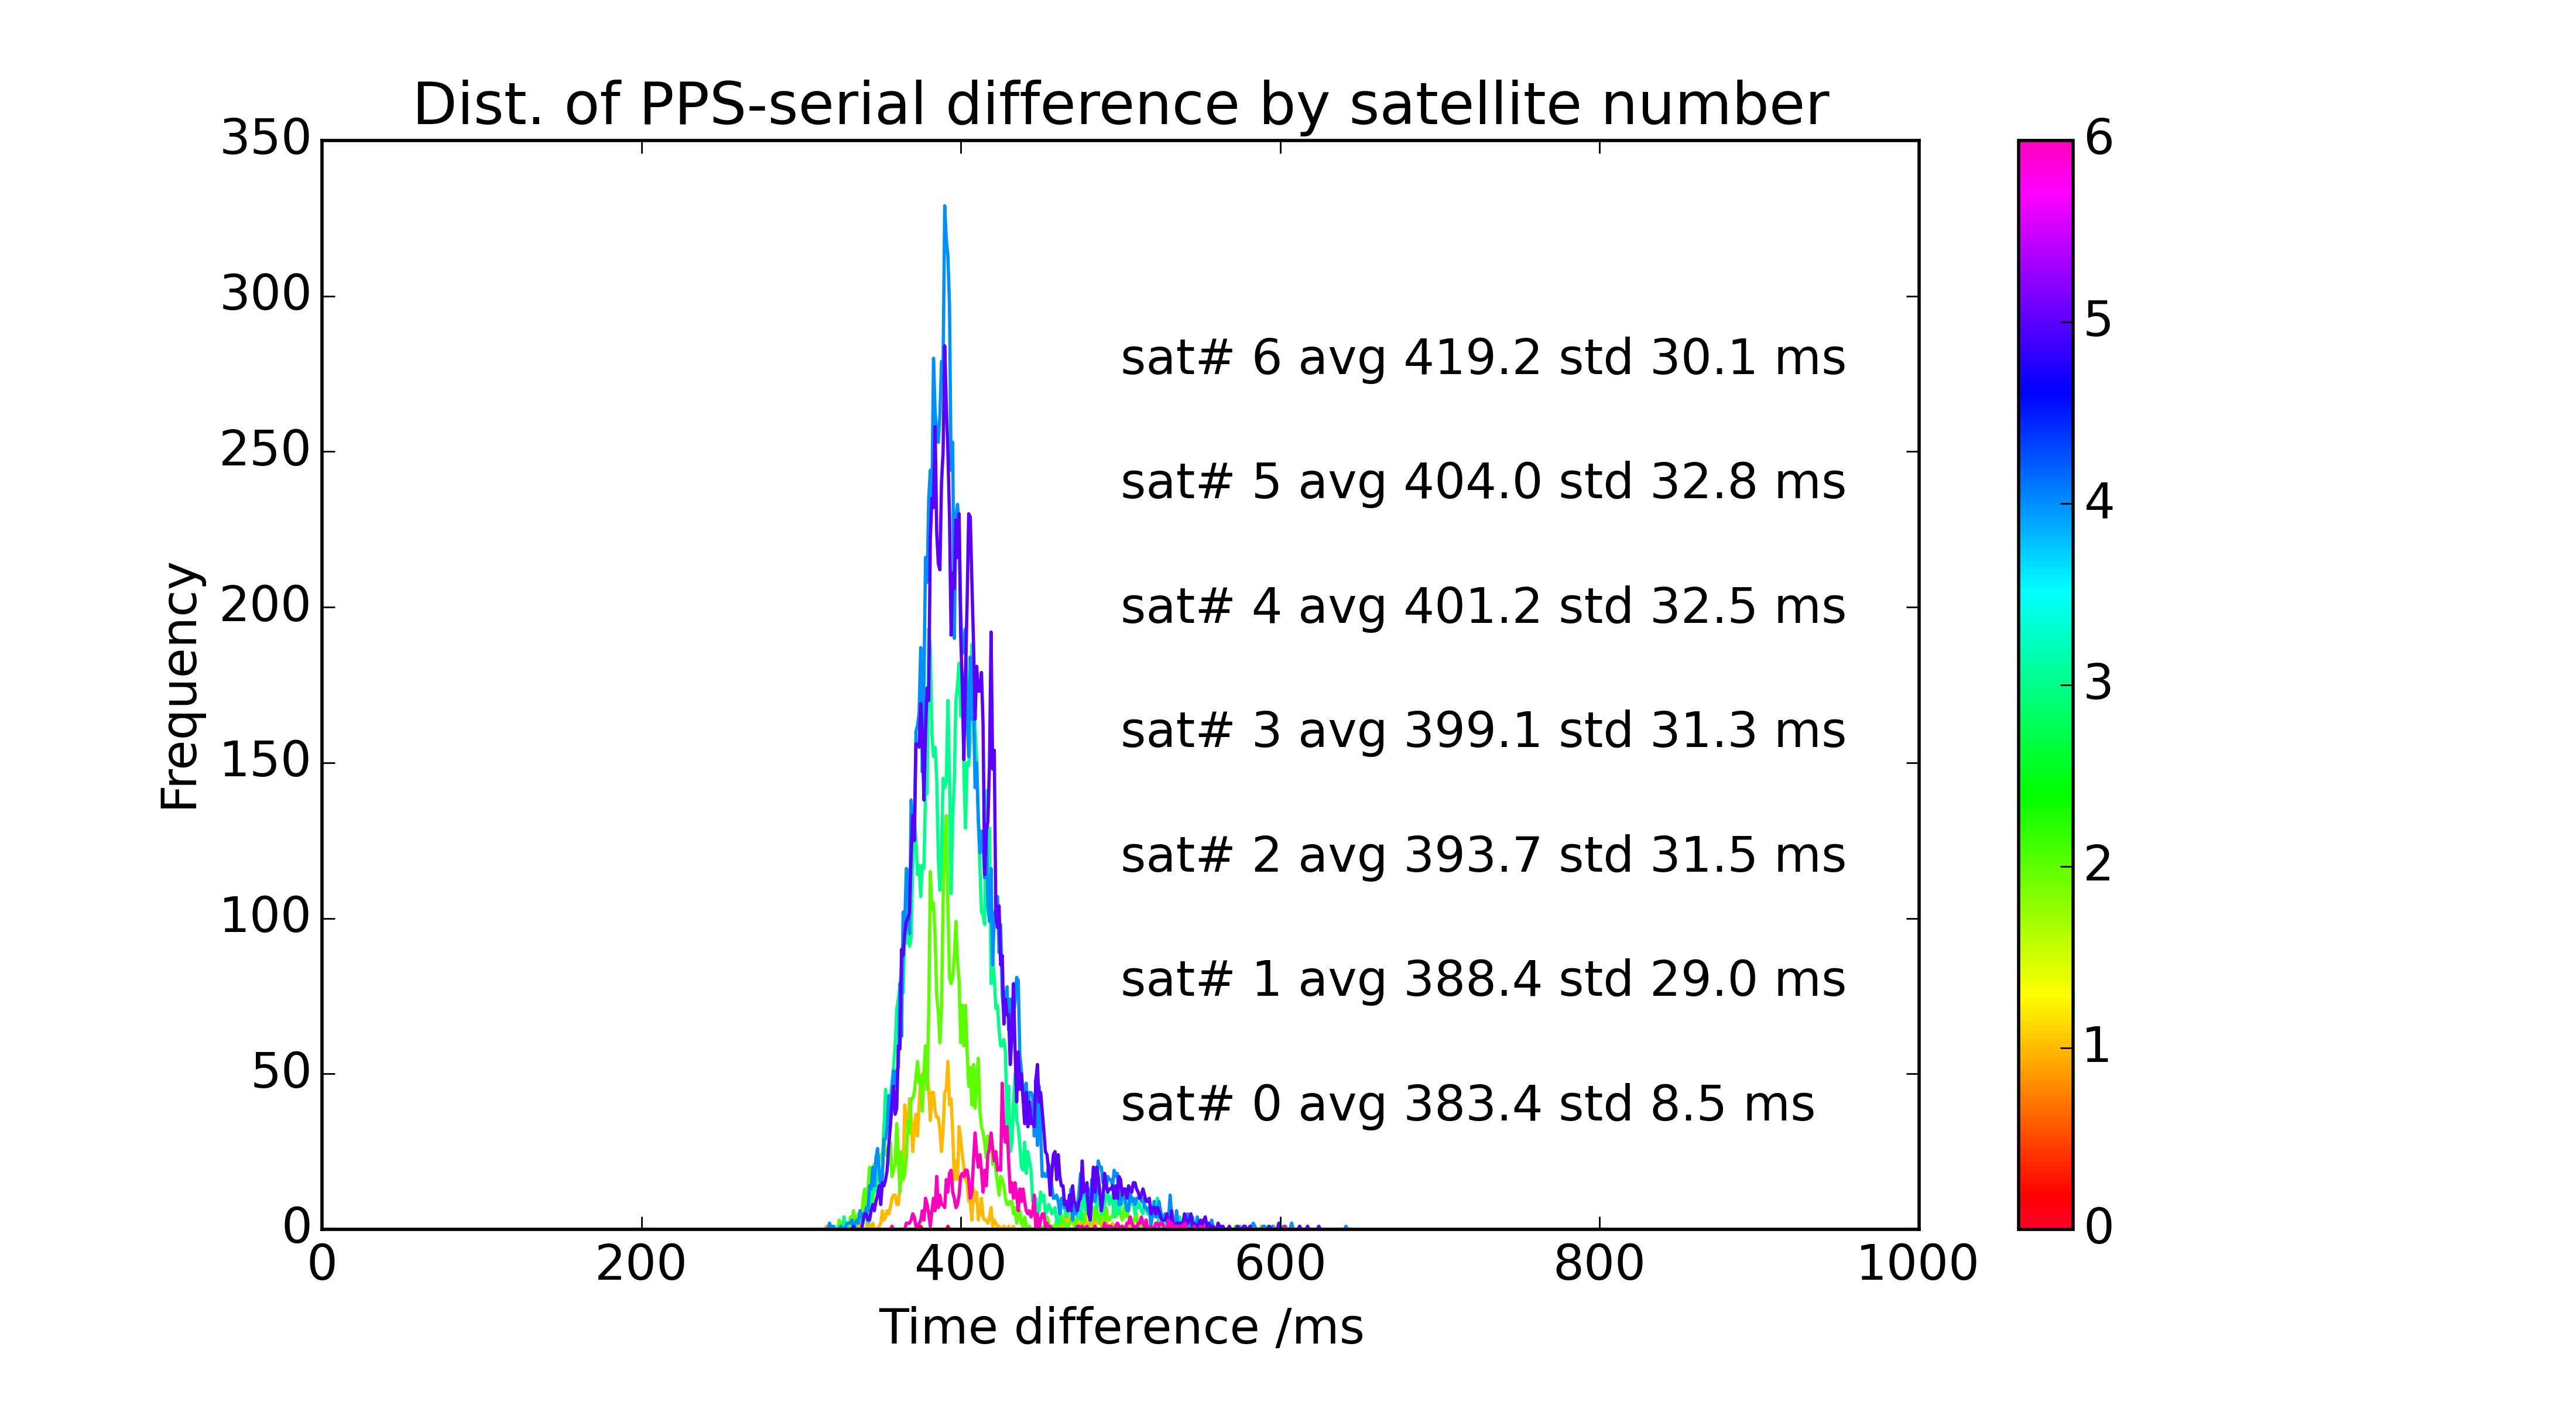 Dist. of PPS-serial difference by satellite number
350
300
250
200
150
100
50
0
Frequency
sat# 6 avg 419.2 std 30.1 ms
sat# 5 avg 404.0 std 32.8 ms
sat# 4 avg 401.2 std 32.5 ms
sat# 3 avg 399.1 std 31.3 ms
sat# 2 avg 393.7 std 31.5 ms
sat# 1 avg 388.4 std 29.0 ms
sat# 0 avg 383.4 std 8.5 ms
0 200 400 600 800 1000
Time difference /ms
6
5
4
3
2
1
0